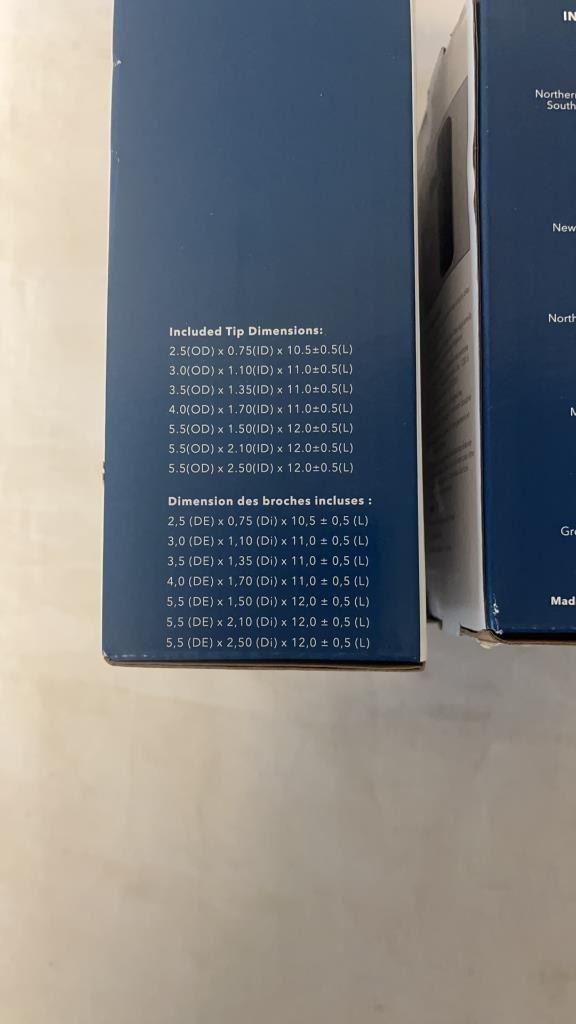 Included Tip Dimensions:
2.5(OD) x 0.75(ID) x 10.5±0.5(L)
3.0(OD) x 1.10(ID) x 11.0±0.5(L)
3.5(OD) x 1.35(ID) x 11.0±0.5(L)
4.0(OD) x 1.70(ID) x 11.0±0.5(L)
5.5(OD) x 1.50(ID) x 12.0±0.5(L)
5.5(OD) x 2.10(ID) x 12.0±0.5(L)
5.5(OD) x 2.50(ID) x 12.0±0.5(L)
Dimension des broches incluses :
2,5 (DE) x 0,75 (Di) x 10,5 ± 0,5 (L)
3,0 (DE) x 1,10 (Di) x 11,0 ± 0,5 (L)
3,5 (DE) x 1,35 (Di) x 11,0 ± 0,5 (L)
4,0 (DE) x 1,70 (Di) x 11,0 ± 0,5 (L)
5,5 (DE) x 1,50 (Di) x 12,0 ± 0,5 (L)
5,5 (DE) x 2,10 (Di) x 12,0 ± 0,5 (L)
5,5 (DE) x 2,50 (Di) x 12,0 ± 0,5 (L)
IN
Norther
South
New
North
M
Gr
Mad